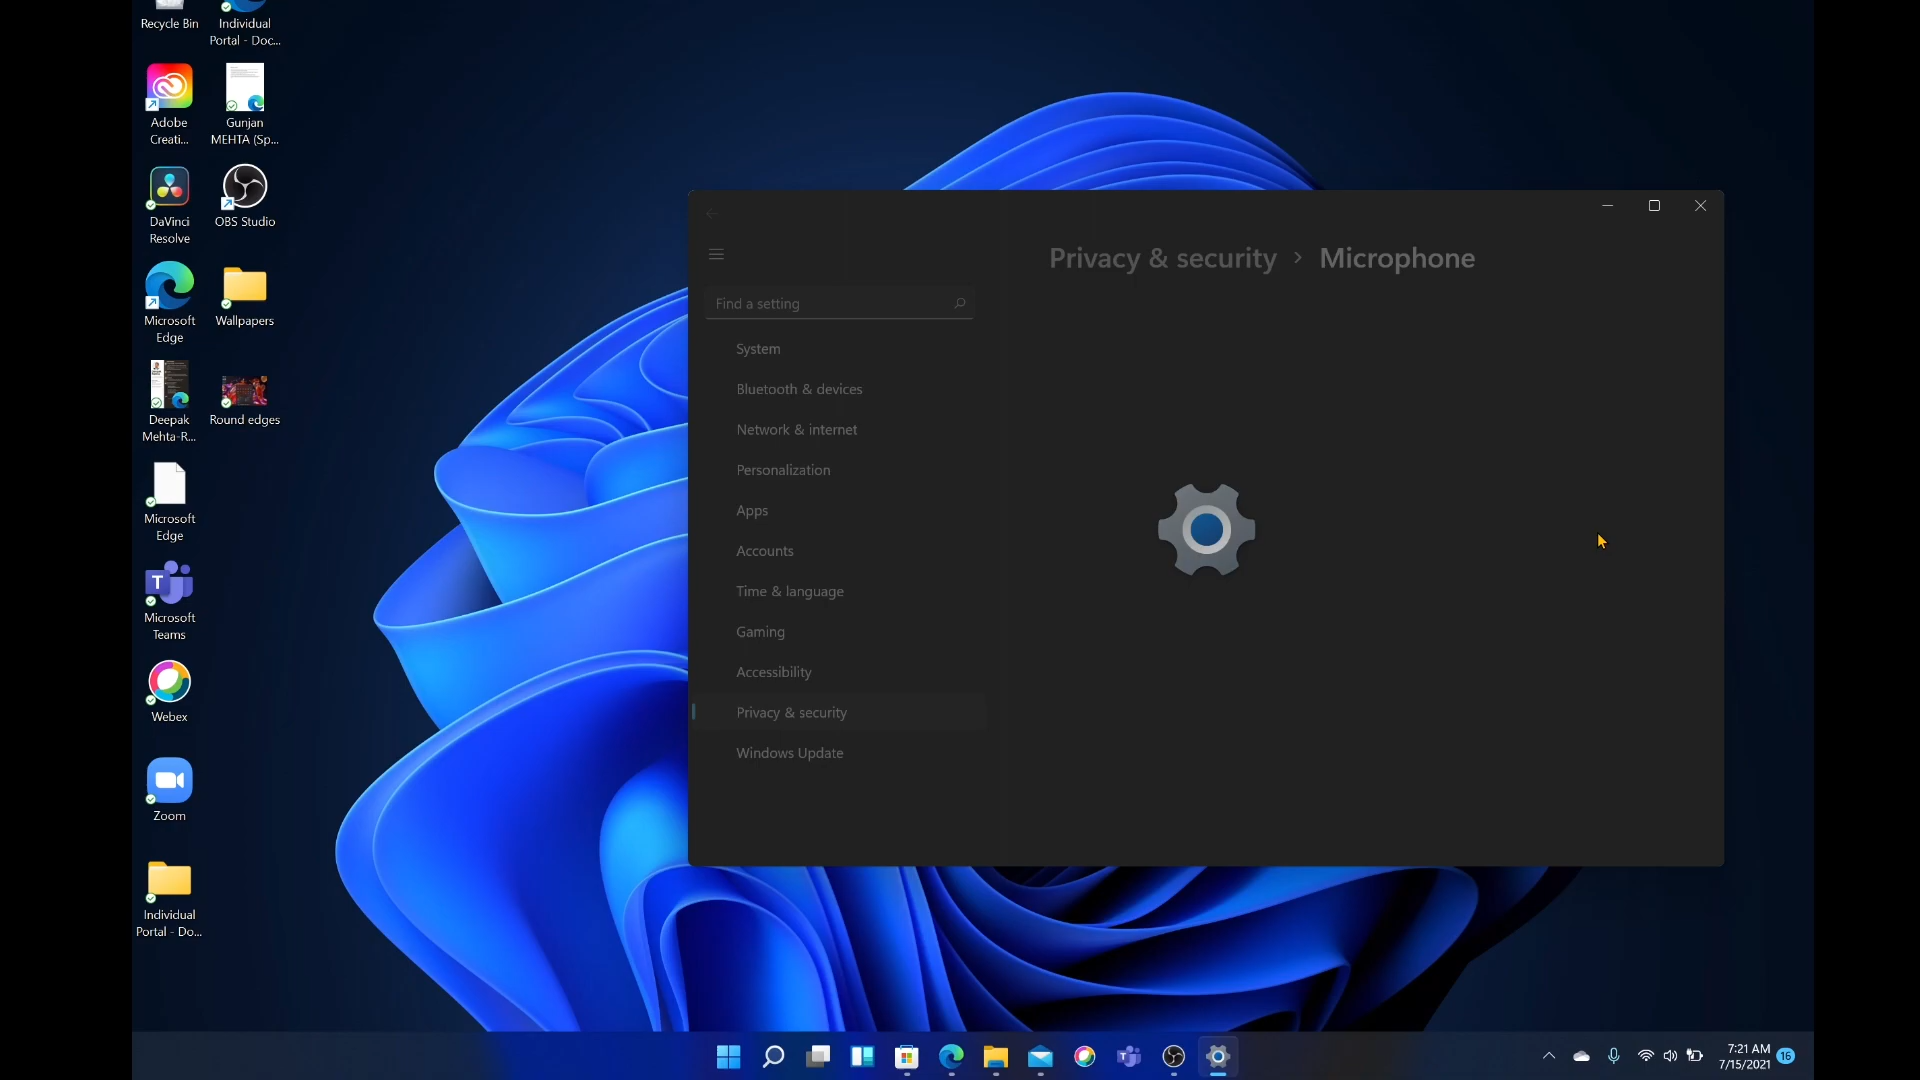 Recycle Bin
Individual
Portal - Doc...
Adobe
Creati...
Gunjan
MEHTA (Sp...
DaVinci
Resolve
OBS Studio
Microsoft
Edge
Wallpapers
Deepak
Mehta-R...
Round edges
Microsoft
Edge
T
Microsoft
Teams
Webex
Zoom
Individual
Portal - Do...
Privacy & security > Microphone
Find a setting
System
Bluetooth & devices
Network & internet
Personalization
Apps
Accounts
Time & language
Gaming
Accessibility
Privacy & security
Windows Update
7:21 AM
7/15/2021
16